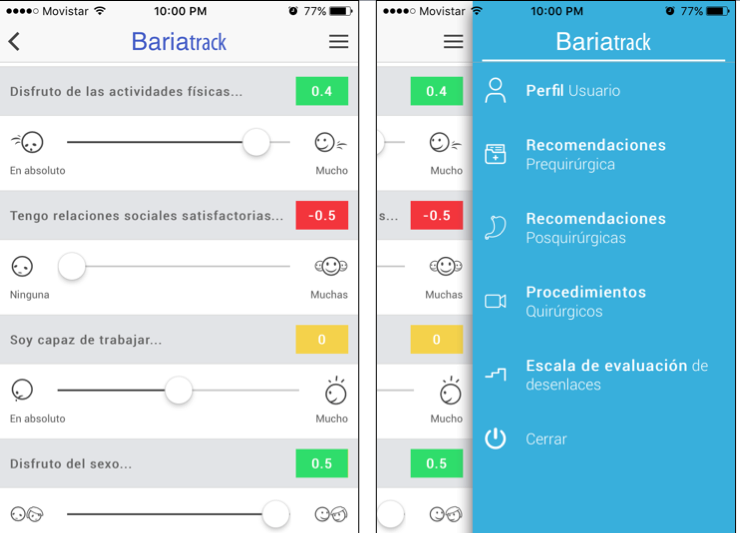 Movistar 10:00 PM 77%
Bariatrack
Disfruto de las actividades físicas... 0.4
En absoluto Mucho
Tengo relaciones sociales satisfactorias... -0.5
Ninguna Muchas
Soy capaz de trabajar... 0
En absoluto Mucho
Disfruto del sexo... 0.5
Movistar 10:00 PM 77%
Bariatrack
0.4
Mucho
s... -0.5
Muchas
0
Mucho
0.5
Perfil Usuario
Recomendaciones
Prequirúrgica
Recomendaciones
Posquirúrgicas
Procedimientos
Quirúrgicos
Escala de evaluación de
desenlaces
Cerrar